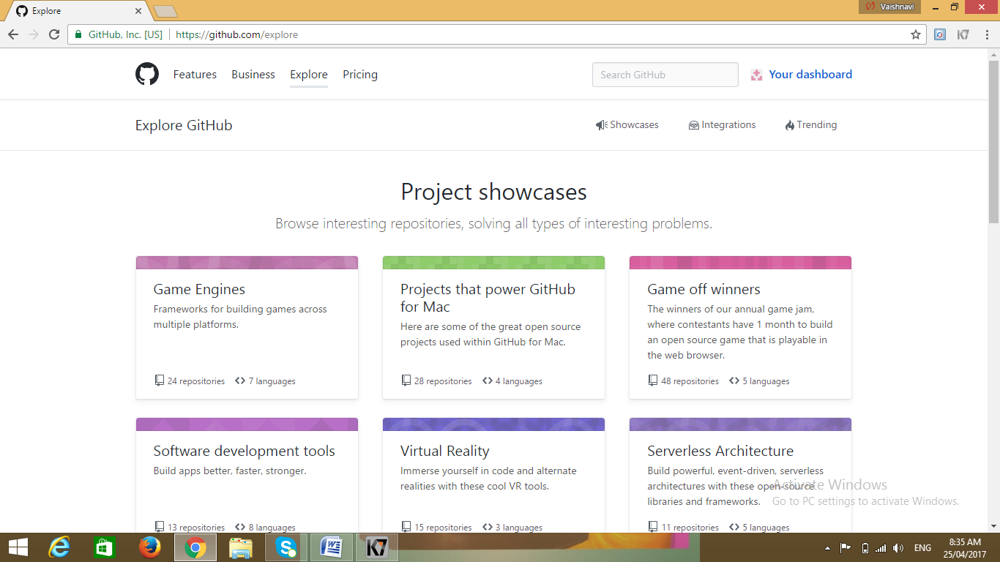 Explore
Vaishnavi
GitHub, Inc. [US]
https://github.com/explore
K7
Features
Business
Explore
Pricing
Search GitHub
Your dashboard
Explore GitHub
Showcases
Integrations
Trending
Project showcases
Browse interesting repositories, solving all types of interesting problems.
Game Engines
Frameworks for building games across
multiple platforms.
24 repositories
7 languages
Projects that power GitHub
for Mac
Here are some of the great open source
projects used within GitHub for Mac.
28 repositories
4 languages
Game off winners
The winners of our annual game jam,
where contestants have 1 month to build
an open source game that is playable in
the web browser.
48 repositories
5 languages
Software development tools
Build apps better, faster, stronger.
13 repositories
8 languages
Virtual Reality
Immerse yourself in code and alternate
realities with these cool VR tools.
15 repositories
3 languages
Serverless Architecture
Build powerful, event-driven, serverless
architectures with these open-source
libraries and frameworks.
11 repositories
5 languages
Activate Windows
Go to PC settings to activate Windows.
K7
ENG
8:35 AM
25/04/2017